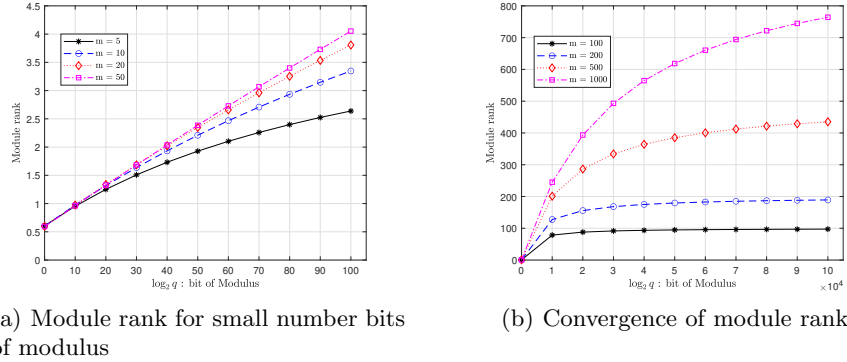 4.5
4
3.5
3
2.5
2
1.5
1
0.5
0
Module rank
m = 5
m = 10
m = 20
m = 50
0 10 20 30 40 50 60 70 80 90 100
log₂ q : bit of Modulus
800
700
600
500
400
300
200
100
0
Module rank
m = 100
m = 200
m = 500
m = 1000
0 1 2 3 4 5 6 7 8 9 10
×10⁴
log₂ q : bit of Modulus
a) Module rank for small number bits
of modulus
(b) Convergence of module rank